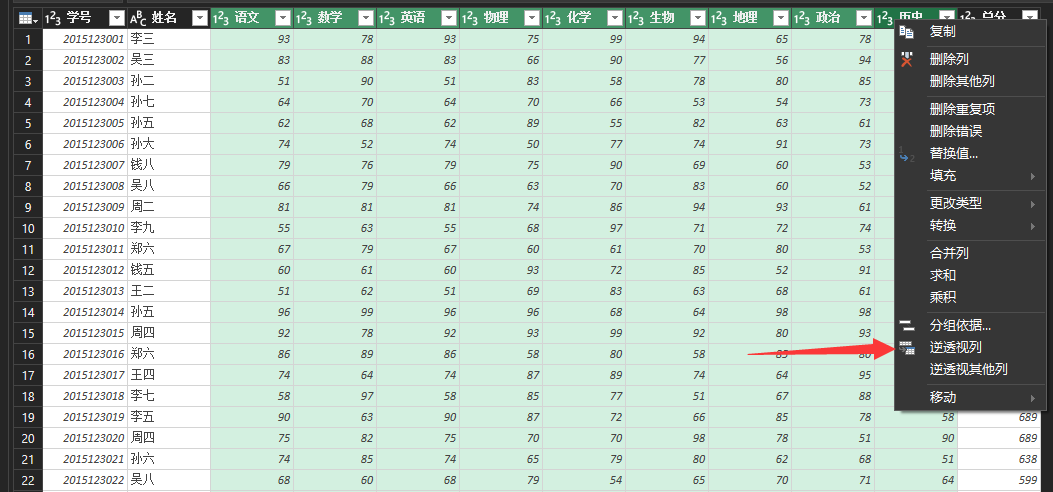 学号 姓名 语文 数学 英语 物理 化学 生物 地理 政治 历史 总分
1 2015123001 李三 93 78 93 75 99 94 65 78
2 2015123002 吴三 83 88 83 66 90 77 56 94
3 2015123003 孙二 51 90 51 83 58 78 80 85
4 2015123004 孙七 64 70 64 70 66 53 54 73
5 2015123005 孙五 62 68 62 89 55 82 63 61
6 2015123006 孙大 74 52 74 50 77 74 91 73
7 2015123007 钱八 79 76 79 75 90 69 60 53
8 2015123008 吴八 66 79 66 63 70 83 60 52
9 2015123009 周二 81 81 81 74 86 94 93 61
10 2015123010 李九 55 63 55 68 97 71 72 74
11 2015123011 郑六 67 79 67 60 61 70 80 53
12 2015123012 钱五 60 61 60 93 72 85 52 91
13 2015123013 王二 51 62 51 69 83 63 68 61
14 2015123014 孙五 96 99 96 96 68 64 98 98
15 2015123015 周四 92 78 92 93 99 92 80 93
16 2015123016 郑六 86 89 86 58 80 58 85 80
17 2015123017 王四 74 64 74 87 89 74 64 95
18 2015123018 李七 58 97 58 85 77 51 67 88
19 2015123019 李五 90 63 90 87 72 66 85 78 58 689
20 2015123020 周四 75 82 75 70 70 98 78 51 90 689
21 2015123021 孙六 74 85 74 65 79 80 62 68 51 638
22 2015123022 吴八 68 60 68 79 54 65 70 71 64 599
复制
删除列
删除其他列
删除重复项
删除错误
替换值...
填充
更改类型
转换
合并列
求和
乘积
分组依据...
逆透视列
逆透视其他列
移动